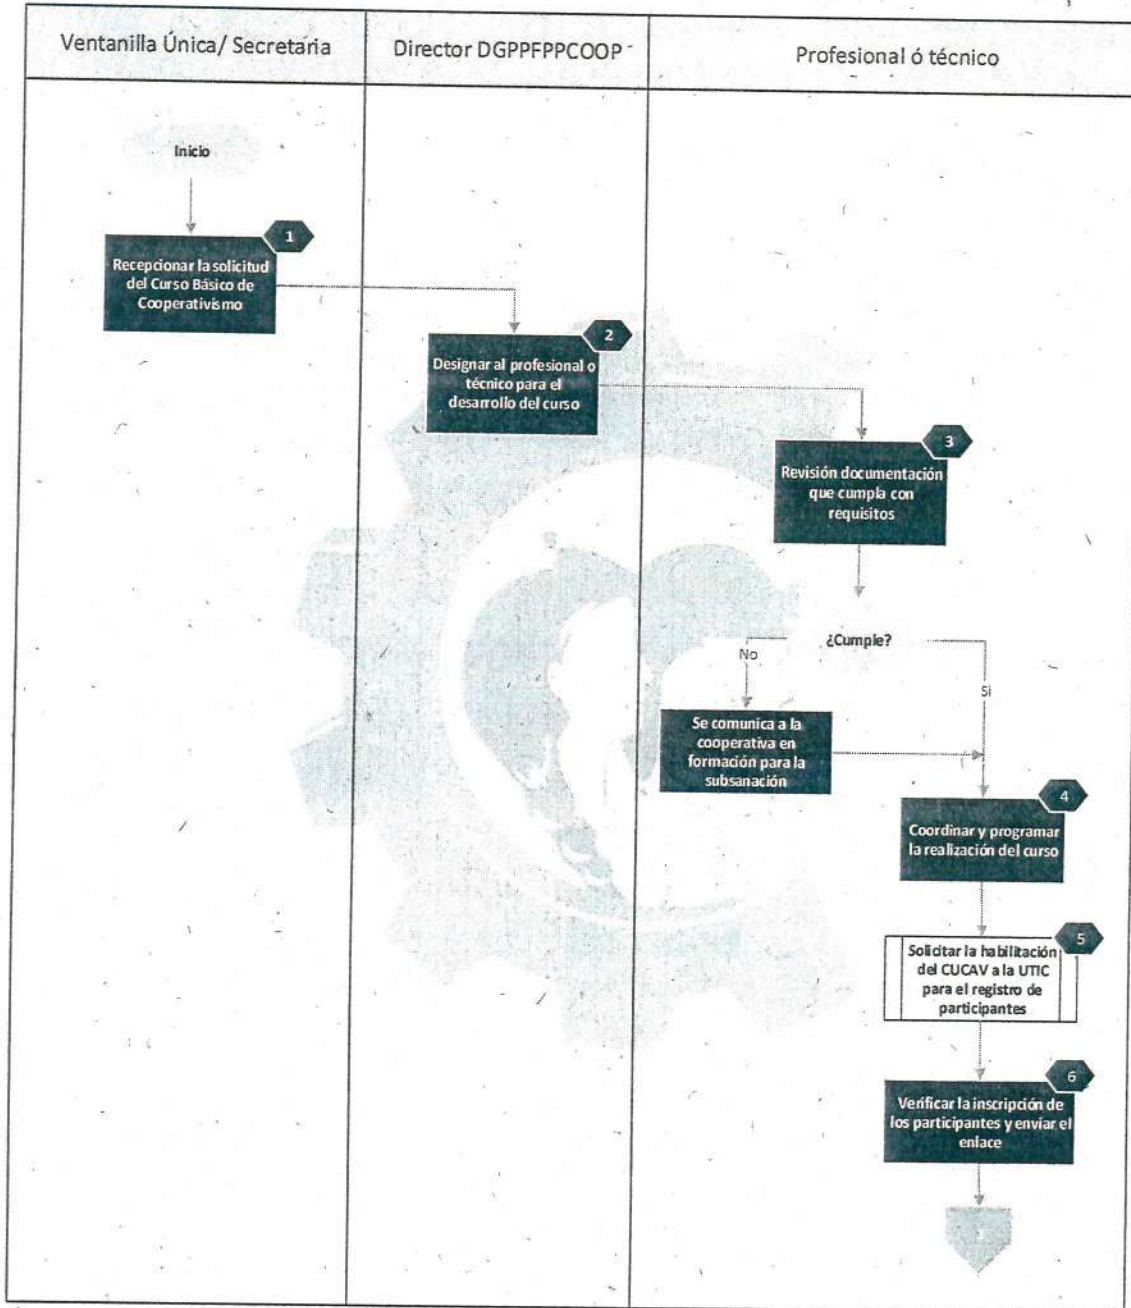 Ventanilla Única/ Secretaria
Director DGPPFPPCOOP
Profesional ó técnico
Inicio
1
Recepcionar la solicitud
del Curso Básico de
Cooperativismo
2
Designar al profesional o
técnico para el
desarrollo del curso
3
Revisión documentación
que cumpla con
requisitos
¿Cumple?
No
Si
Se comunica a la
cooperativa en
formación para la
subsanación
4
Coordinar y programar
la realización del curso
5
Solicitar la habilitación
del CUCAV a la UTIC
para el registro de
participantes
6
Verificar la inscripción de
los participantes y enviar el
enlace